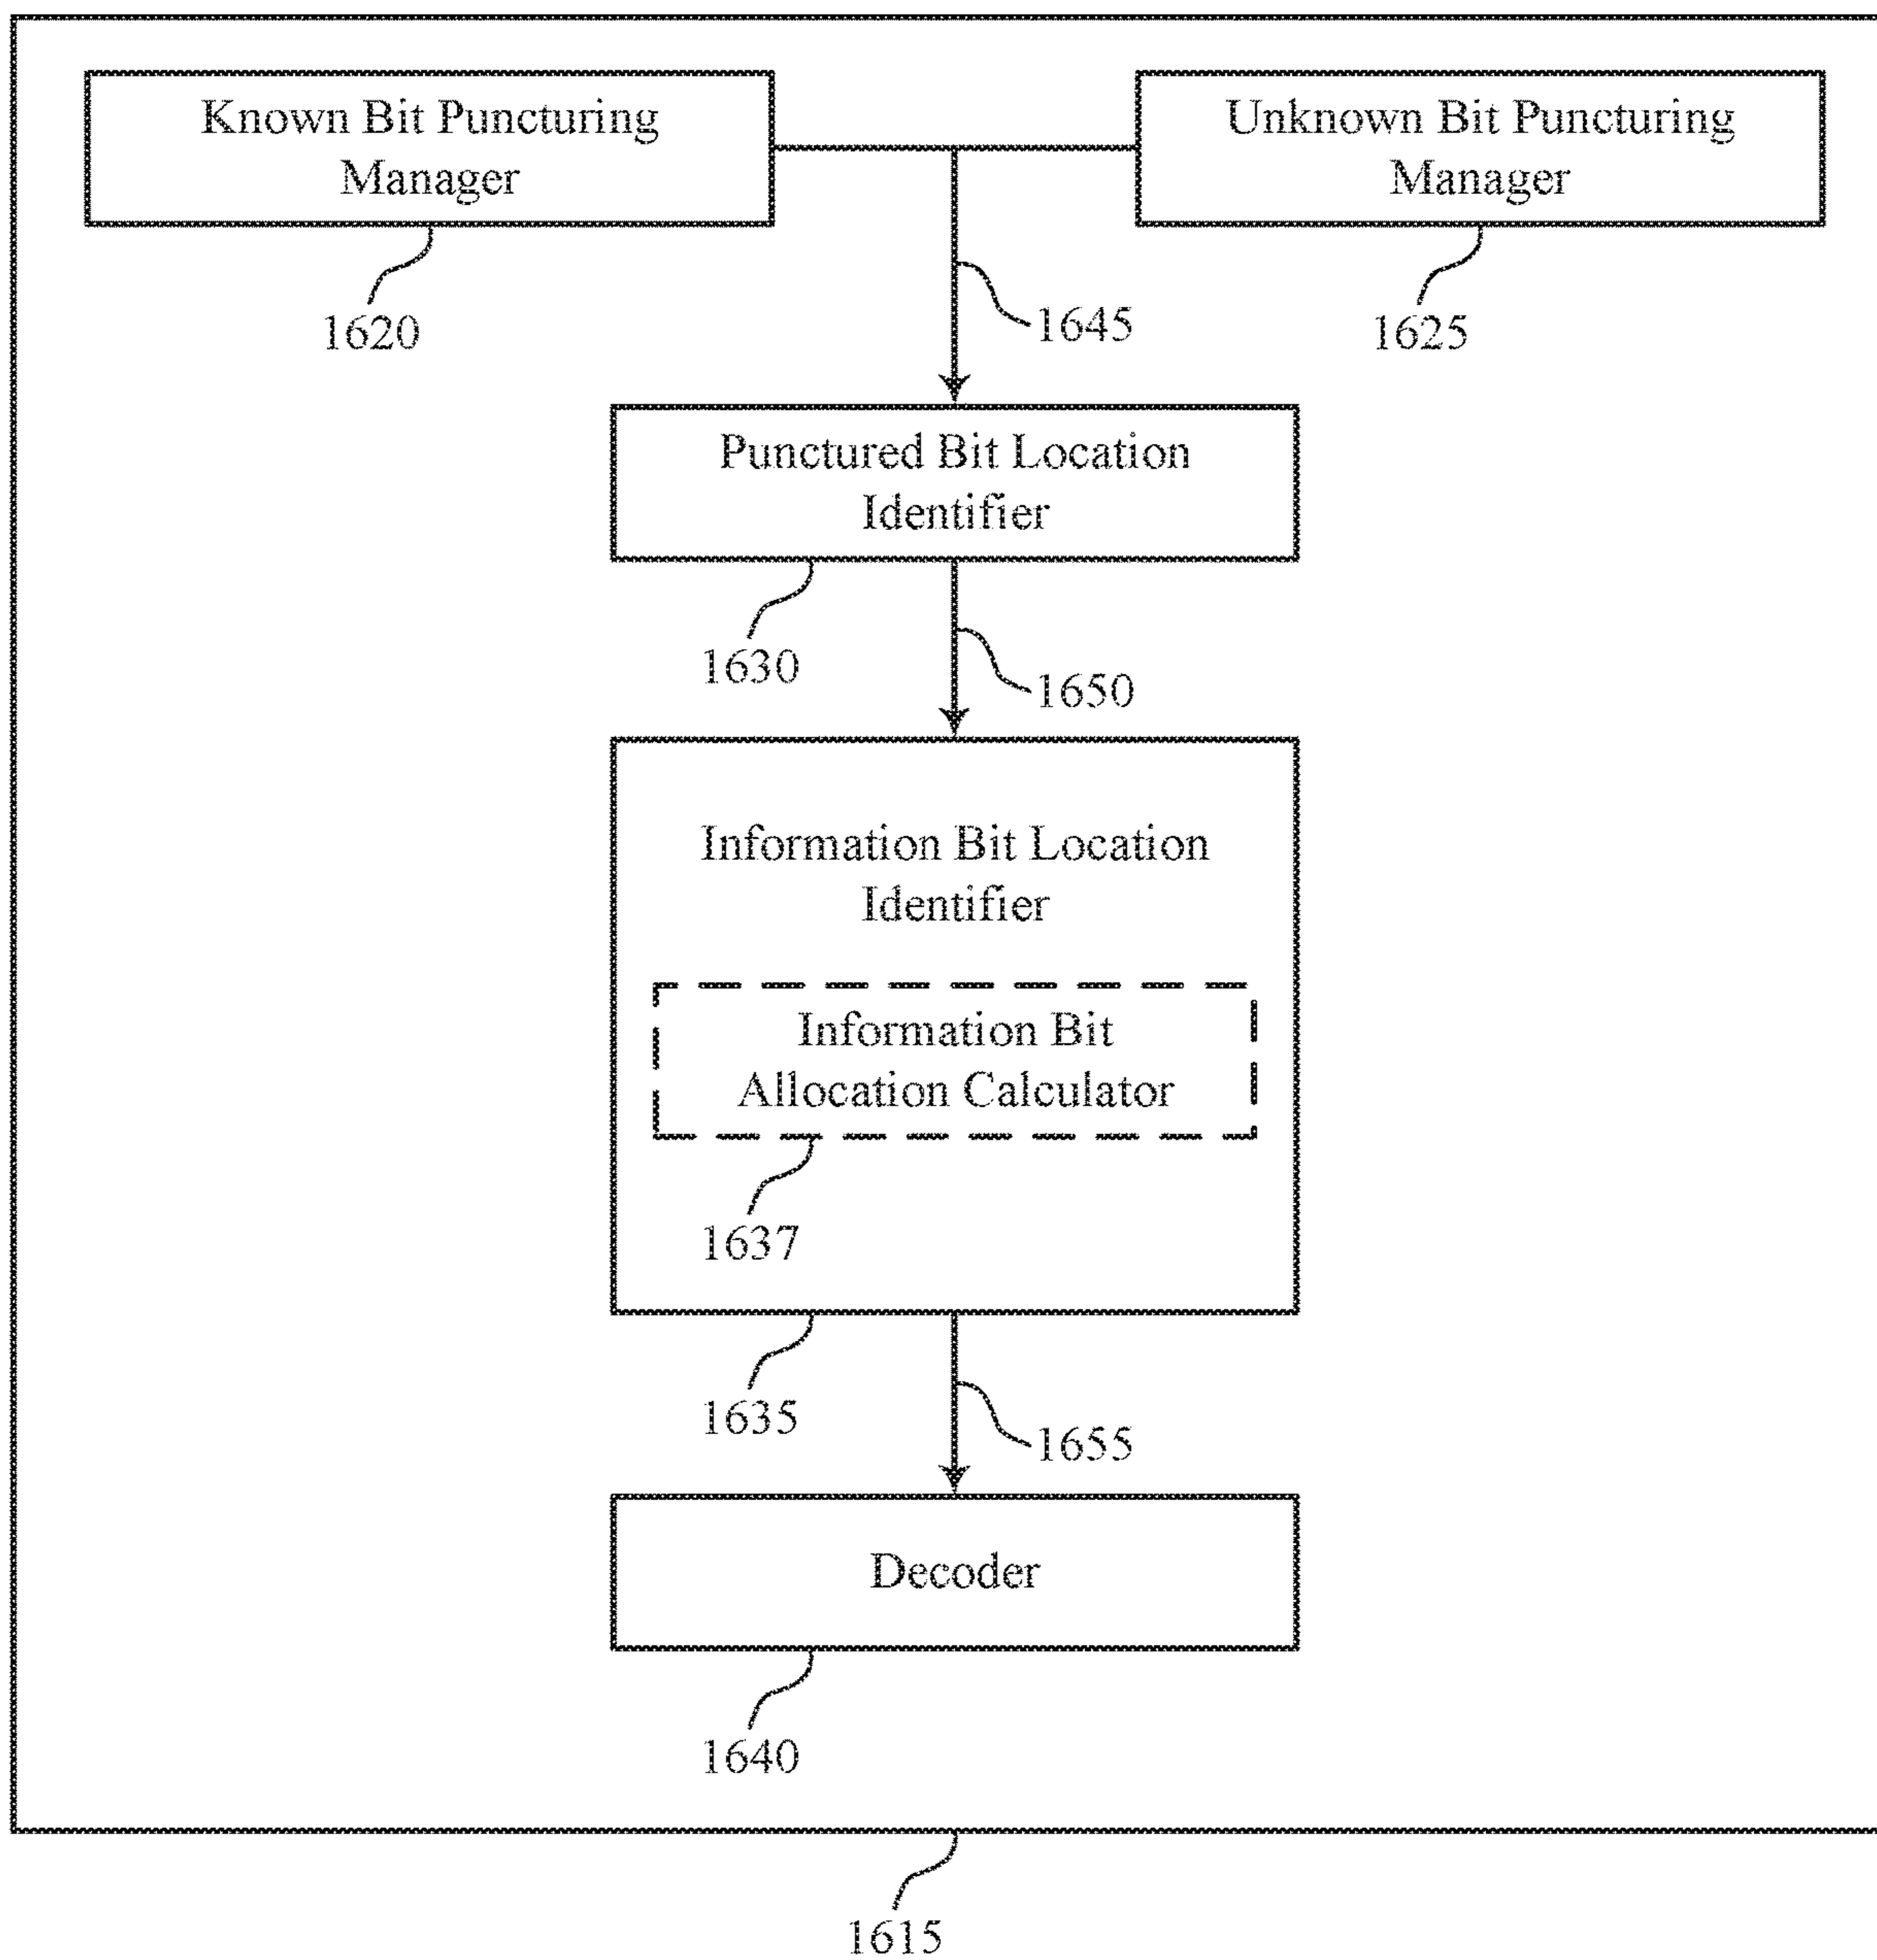 Known Bit Puncturing
Manager
Unknown Bit Puncturing
Manager
1620
1645
1625
Punctured Bit Location
Identifier
1630
1650
Information Bit Location
Identifier
Information Bit
Allocation Calculator
1637
1635
1655
Decoder
1640
1615